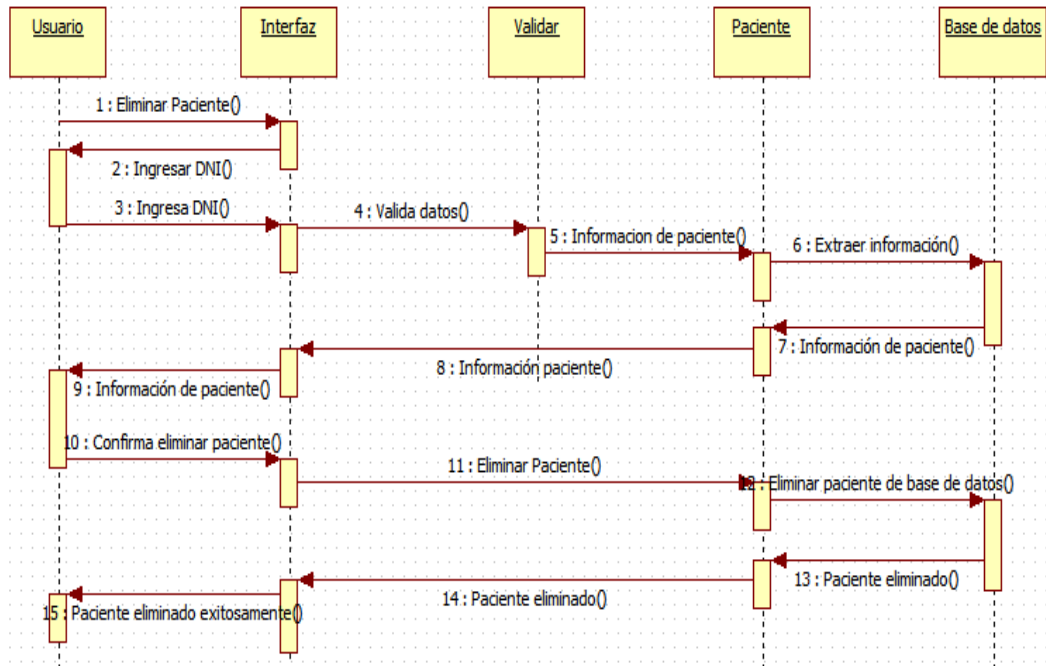 Usuario
Interfaz
Validar
Paciente
Base de datos
1 : Eliminar Paciente()
2 : Ingresar DNI()
3 : Ingresa DNI()
4 : Valida datos()
5 : Informacion de paciente()
6 : Extraer información()
7 : Información de paciente()
8 : Información paciente()
9 : Información de paciente()
10 : Confirma eliminar paciente()
11 : Eliminar Paciente()
12 : Eliminar paciente de base de datos()
13 : Paciente eliminado()
14 : Paciente eliminado()
15 : Paciente eliminado exitosamente()